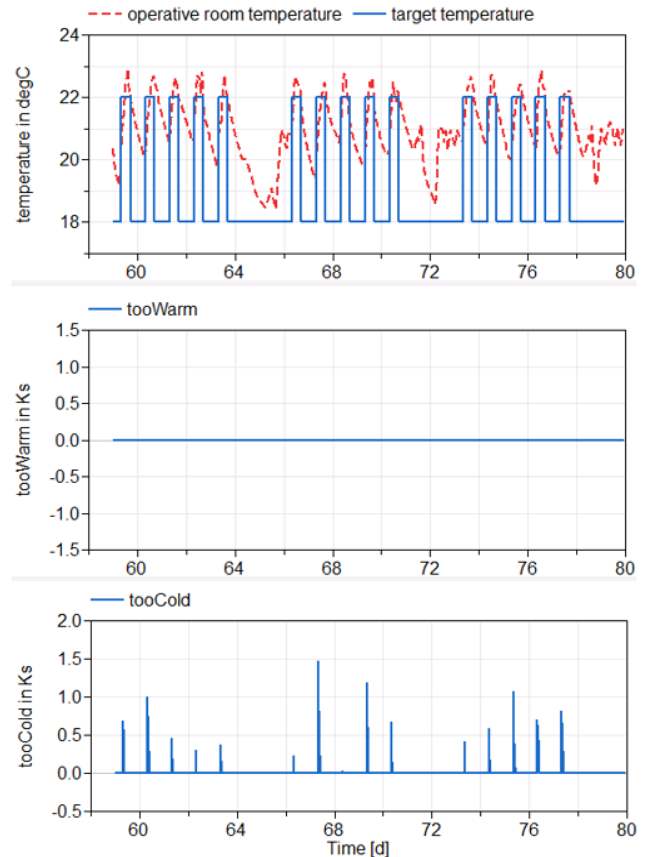 operative room temperature target temperature
24
22
20
18
temperature in degC
60 64 68 72 76 80
tooWarm
1.5
1.0
0.5
0.0
-0.5
-1.0
-1.5
tooWarm in Ks
60 64 68 72 76 80
tooCold
2.0
1.5
1.0
0.5
0.0
-0.5
tooCold in Ks
60 64 68 72 76 80
Time [d]